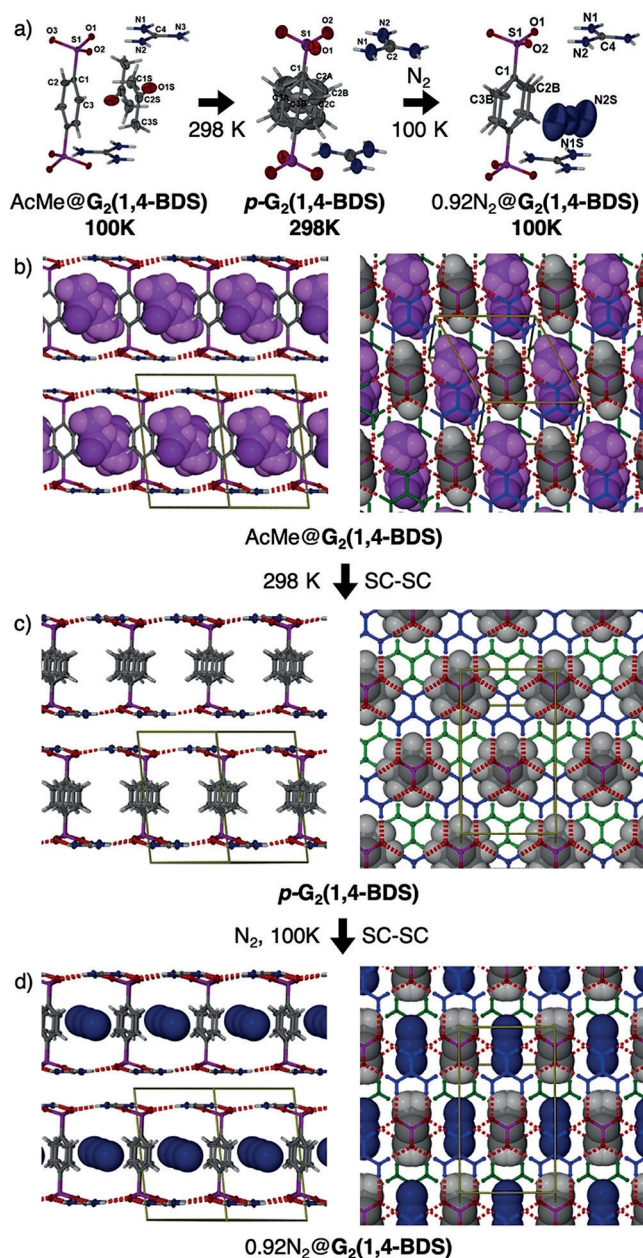 a)
O3 S1 O1 O2 N1 C4 N3 N2
C2 C1 C1S O1S C3 C2S C3S
298 K
S1 O2 O1 N2 N1 C2
C1 C2A C3A C3B C2B C2C
N2
100 K
S1 O1 O2 N1 N2 C4
C1 C3B C2B N2S N1S
AcMe@G2(1,4-BDS)
100K
p-G2(1,4-BDS)
298K
0.92N2@G2(1,4-BDS)
100K
b)
AcMe@G2(1,4-BDS)
298 K SC-SC
c)
p-G2(1,4-BDS)
N2, 100K SC-SC
d)
0.92N2@G2(1,4-BDS)